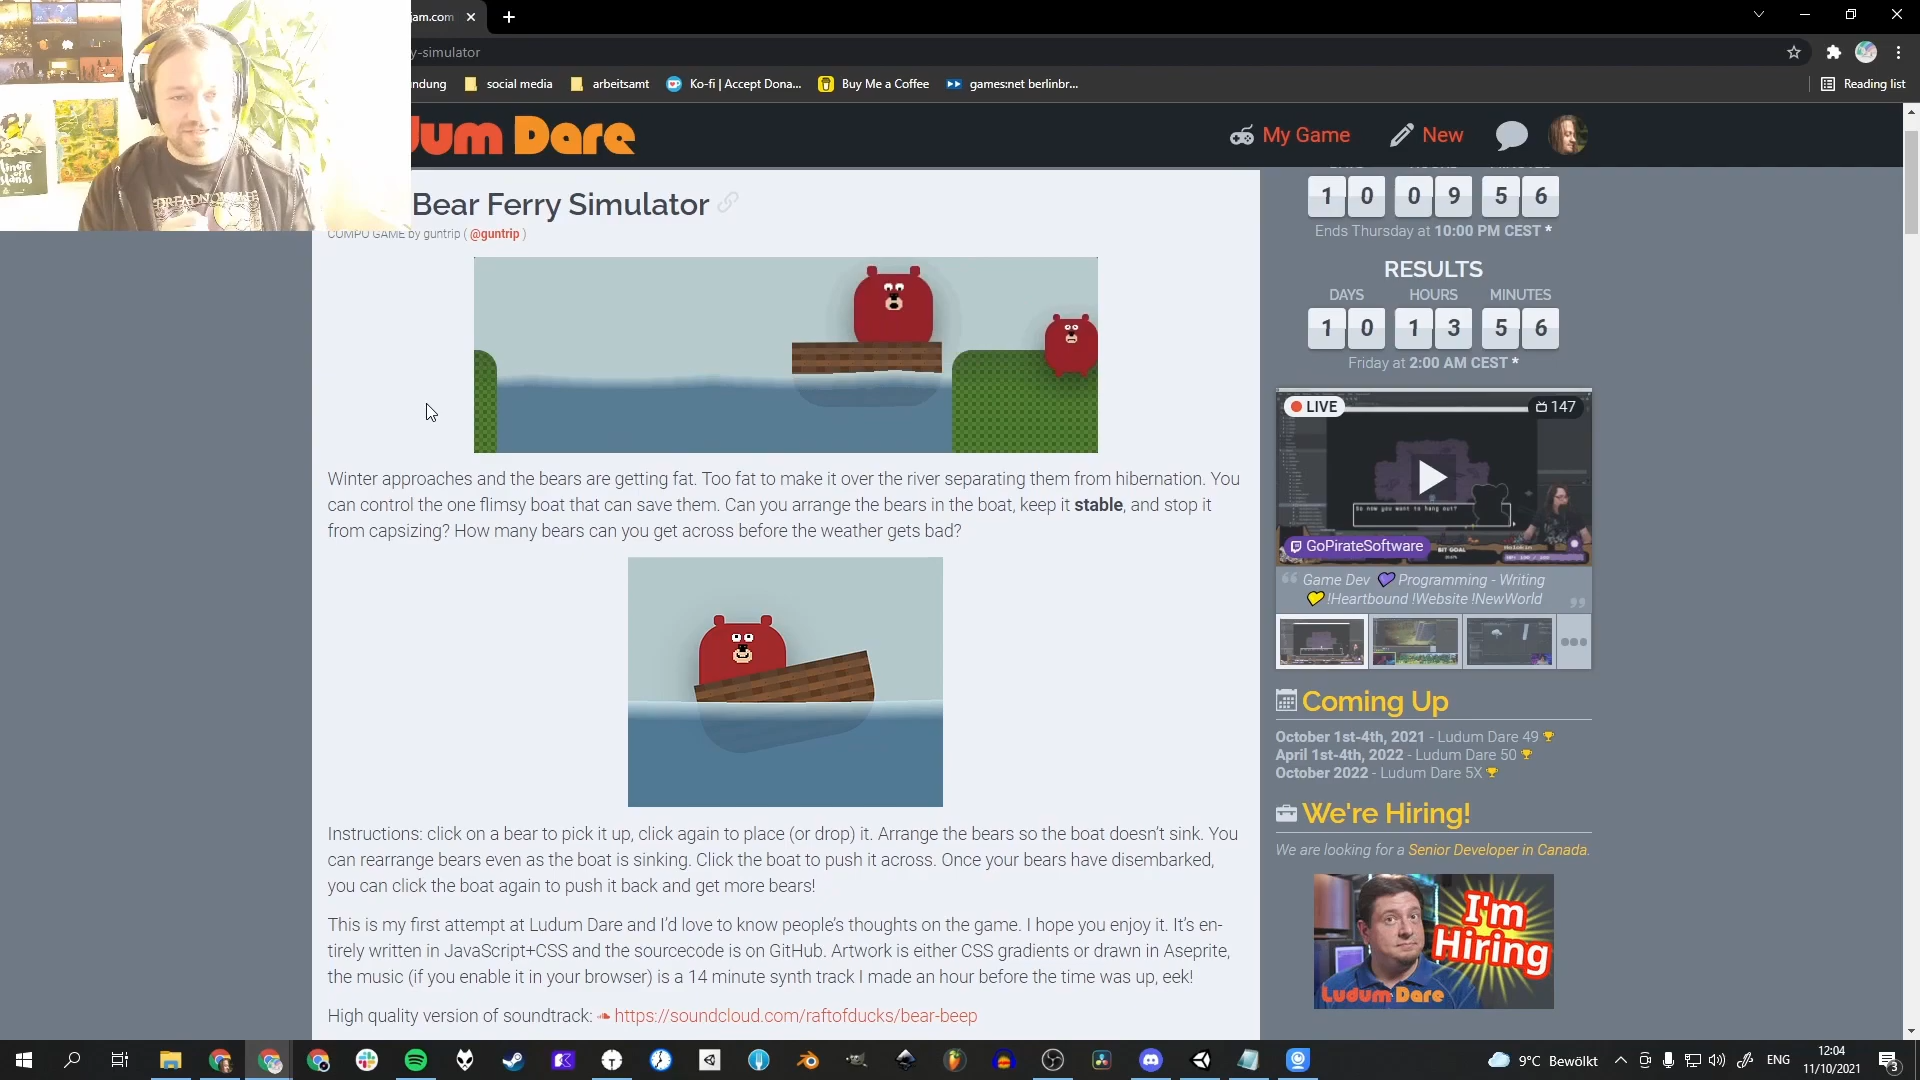 jam.com
y-simulator
ndung
social media
arbeitsamt
Ko-fi | Accept Dona...
Buy Me a Coffee
games:net berlinbr...
Reading list
dum Dare
My Game
New
Bear Ferry Simulator
COMPO GAME by guntrip ( @guntrip )
Winter approaches and the bears are getting fat. Too fat to make it over the river separating them from hibernation. You
can control the one flimsy boat that can save them. Can you arrange the bears in the boat, keep it stable, and stop it
from capsizing? How many bears can you get across before the weather gets bad?
Instructions: click on a bear to pick it up, click again to place (or drop) it. Arrange the bears so the boat doesn't sink. You
can rearrange bears even as the boat is sinking. Click the boat to push it across. Once your bears have disembarked,
you can click the boat again to push it back and get more bears!
This is my first attempt at Ludum Dare and I'd love to know people's thoughts on the game. I hope you enjoy it. It's en-
tirely written in JavaScript+CSS and the sourcecode is on GitHub. Artwork is either CSS gradients or drawn in Aseprite,
the music (if you enable it in your browser) is a 14 minute synth track I made an hour before the time was up, eek!
High quality version of soundtrack: https://soundcloud.com/raftofducks/bear-beep
1 0 0 9 5 6
Ends Thursday at 10:00 PM CEST *
RESULTS
DAYS HOURS MINUTES
1 0 1 3 5 6
Friday at 2:00 AM CEST *
LIVE
147
So now you want to hang out?
BIT GOAL
GoPirateSoftware
Game Dev Programming - Writing
!Heartbound !Website !NewWorld
Coming Up
October 1st-4th, 2021 - Ludum Dare 49
April 1st-4th, 2022 - Ludum Dare 50
October 2022 - Ludum Dare 5X
We're Hiring!
We are looking for a Senior Developer in Canada.
I'm
Hiring
Ludum Dare
Minute
of
Islands
DREADNOUGHT
9°C Bewölkt
ENG
12:04
11/10/2021
3